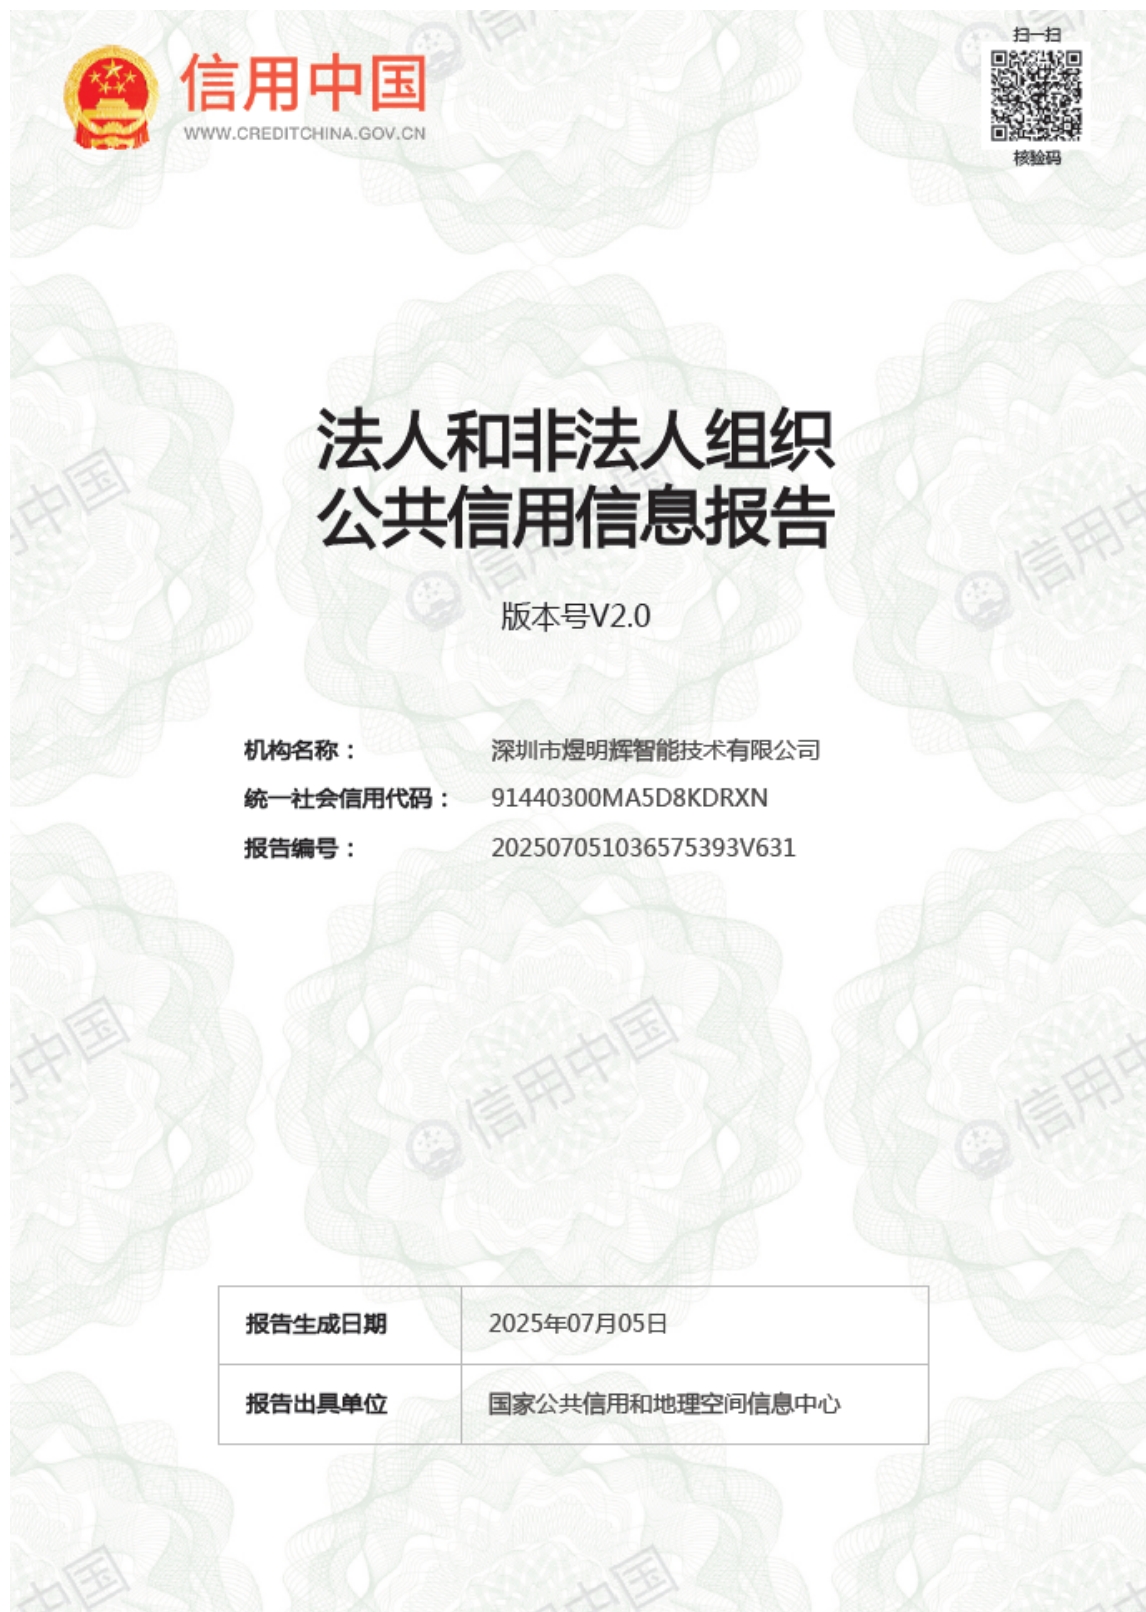 信用中国
WWW.CREDITCHINA.GOV.CN
扫一扫
核验码
法人和非法人组织
公共信用信息报告
版本号V2.0
机构名称： 深圳市煜明辉智能技术有限公司
统一社会信用代码： 91440300MA5D8KDRXN
报告编号： 202507051036575393V631
报告生成日期 2025年07月05日
报告出具单位 国家公共信用和地理空间信息中心